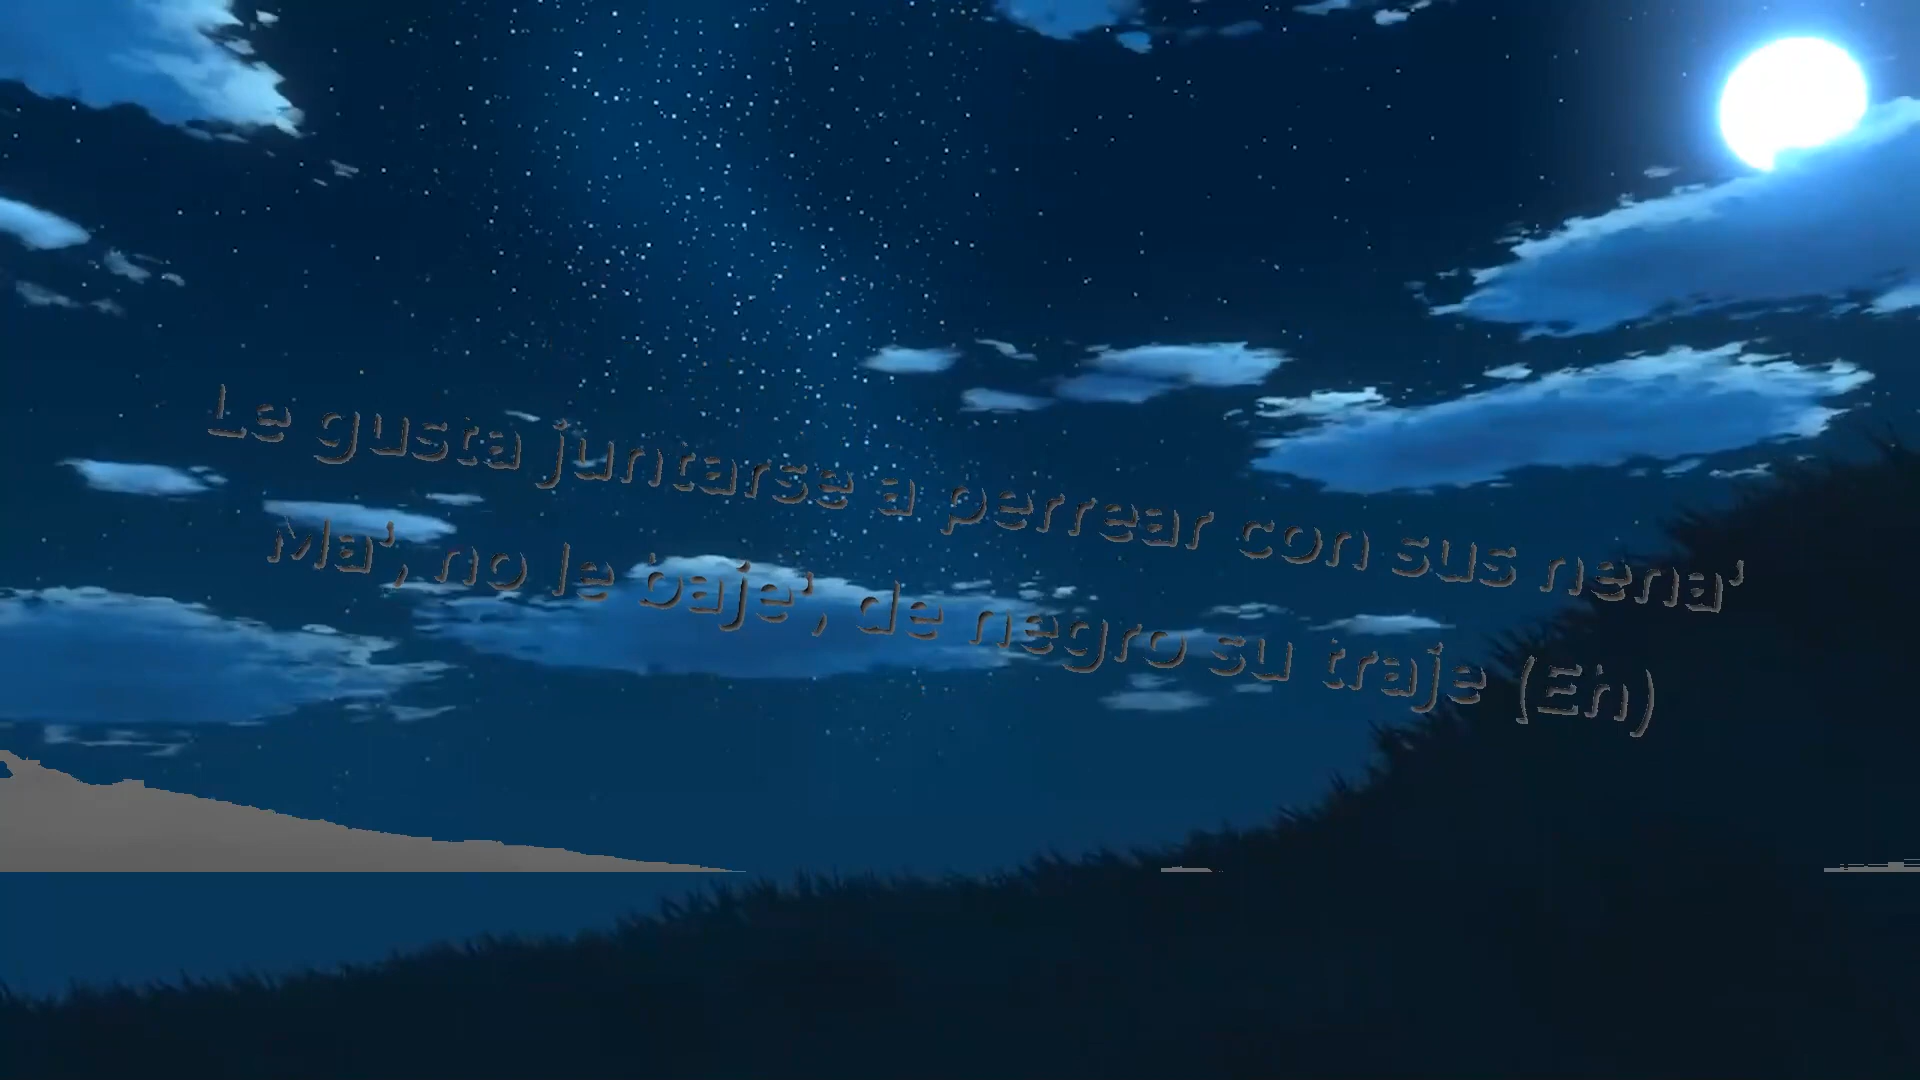 Le gusta juntarse a perrear con sus nena'
Ma', no le baje', de negro su traje (Eh)